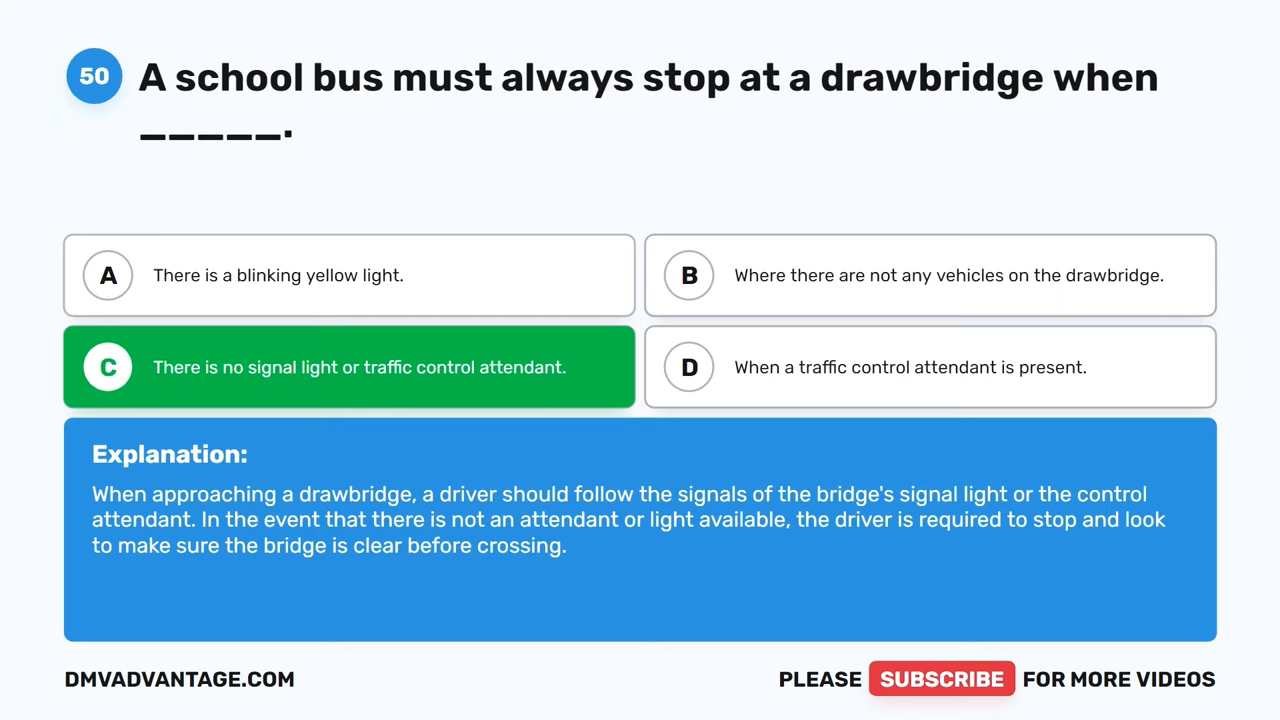 50
A school bus must always stop at a drawbridge when
_____.
A
There is a blinking yellow light.
B
Where there are not any vehicles on the drawbridge.
C
There is no signal light or traffic control attendant.
D
When a traffic control attendant is present.
Explanation:
When approaching a drawbridge, a driver should follow the signals of the bridge's signal light or the control
attendant. In the event that there is not an attendant or light available, the driver is required to stop and look
to make sure the bridge is clear before crossing.
DMVADVANTAGE.COM
PLEASE SUBSCRIBE FOR MORE VIDEOS